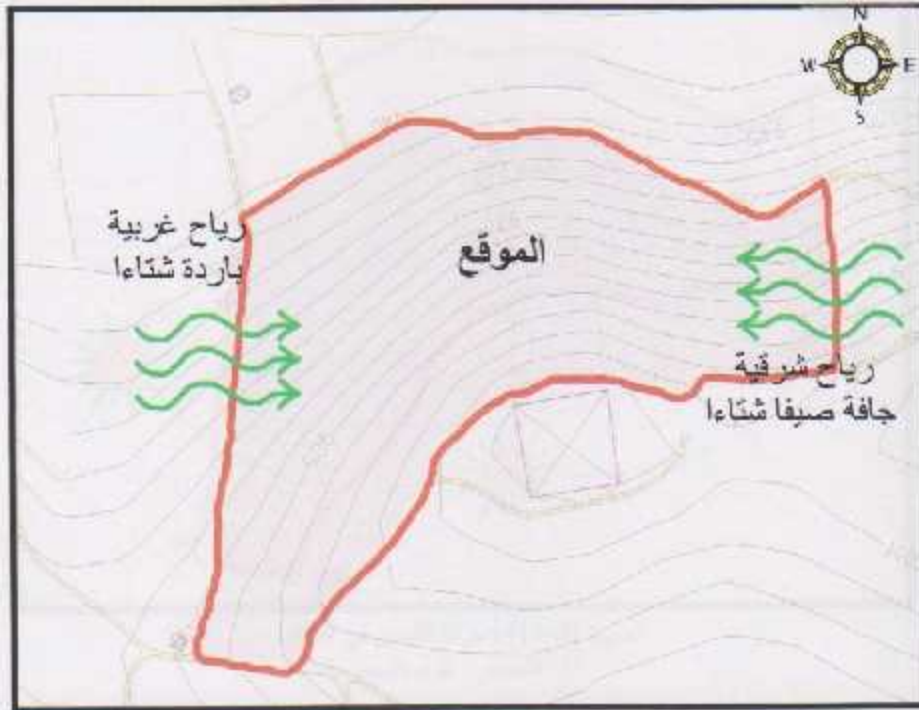 N
W E
S
رياح غربية
باردة شتاءا
الموقع
رياح شرقية
جافة صيفا شتاءا